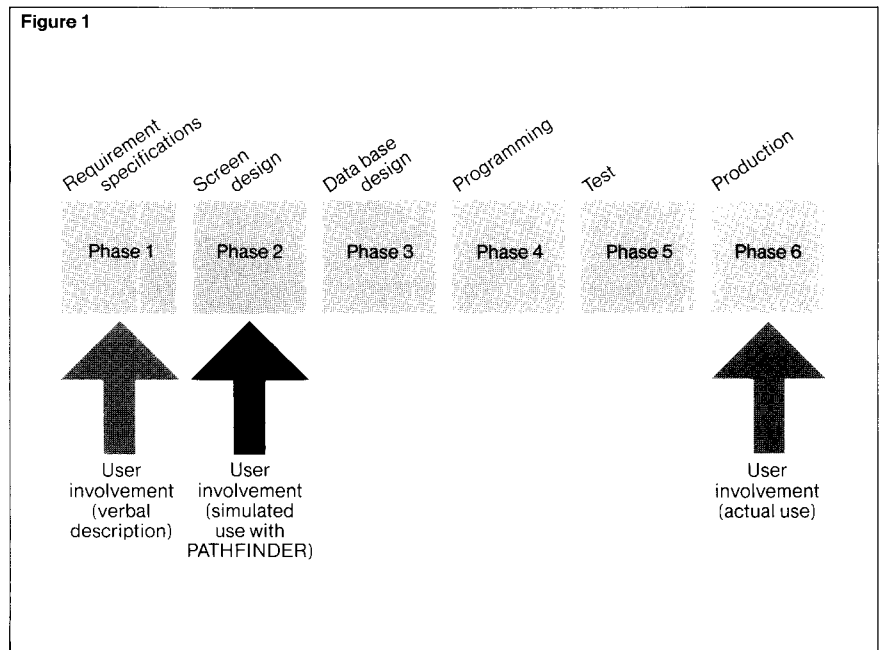 Figure 1
Requirement
specifications
Screen
design
Data base
design
Programming
Test
Production
Phase 1
Phase 2
Phase 3
Phase 4
Phase 5
Phase 6
User
involvement
(verbal
description)
User
involvement
(simulated
use with
PATHFINDER)
User
involvement
(actual use)